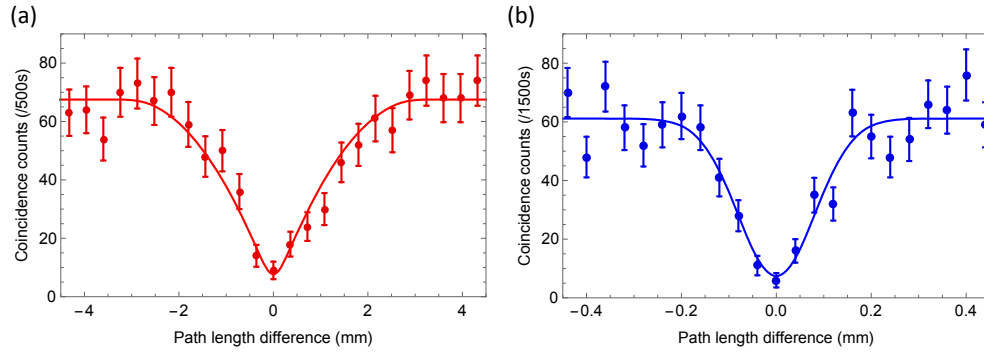 (a)
Coincidence counts (/500s)
80
60
40
20
0
−4 −2 0 2 4
Path length difference (mm)
(b)
Coincidence counts (/1500s)
80
60
40
20
0
−0.4 −0.2 0.0 0.2 0.4
Path length difference (mm)